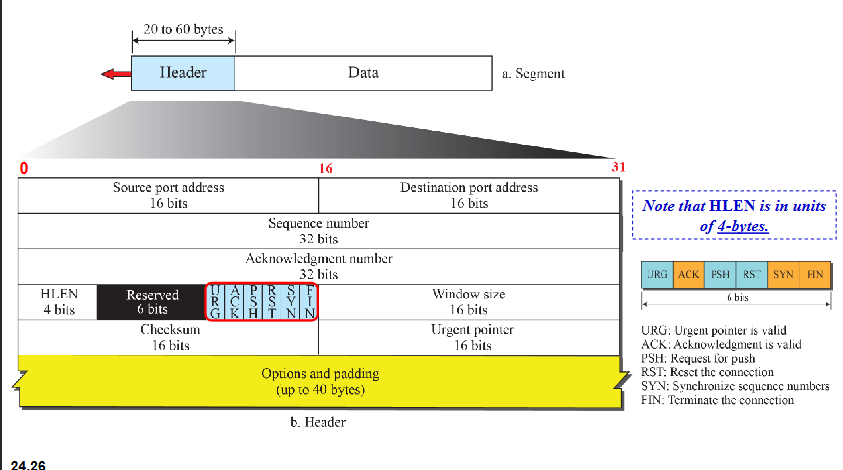 20 to 60 bytes
Header
Data
a. Segment
0
16
31
Source port address
16 bits
Destination port address
16 bits
Sequence number
32 bits
Acknowledgment number
32 bits
HLEN
4 bits
Reserved
6 bits
URG
ACK
PSH
RST
SYN
FIN
Window size
16 bits
Checksum
16 bits
Urgent pointer
16 bits
Options and padding
(up to 40 bytes)
b. Header
Note that HLEN is in units
of 4-bytes.
URG ACK PSH RST SYN FIN
6 bits
URG: Urgent pointer is valid
ACK: Acknowledgment is valid
PSH: Request for push
RST: Reset the connection
SYN: Synchronize sequence numbers
FIN: Terminate the connection
24.26